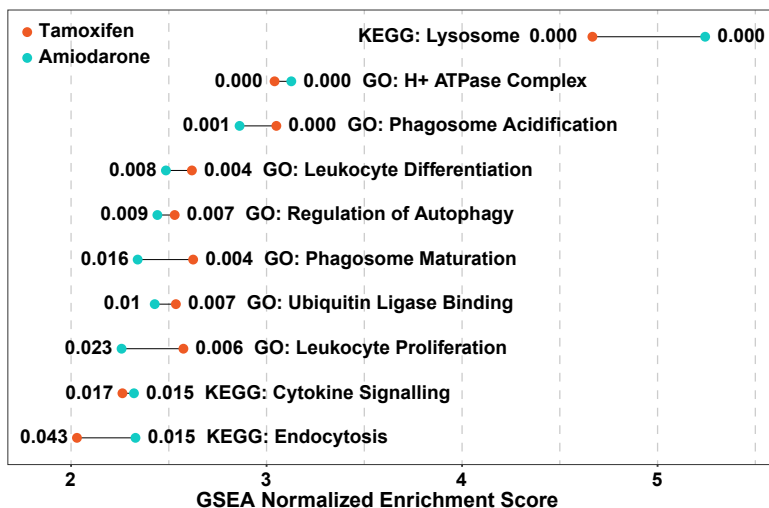 Tamoxifen
Amiodarone
KEGG: Lysosome 0.000 0.000
0.000 0.000 GO: H+ ATPase Complex
0.001 0.000 GO: Phagosome Acidification
0.008 0.004 GO: Leukocyte Differentiation
0.009 0.007 GO: Regulation of Autophagy
0.016 0.004 GO: Phagosome Maturation
0.01 0.007 GO: Ubiquitin Ligase Binding
0.023 0.006 GO: Leukocyte Proliferation
0.017 0.015 KEGG: Cytokine Signalling
0.043 0.015 KEGG: Endocytosis
2 3 4 5
GSEA Normalized Enrichment Score